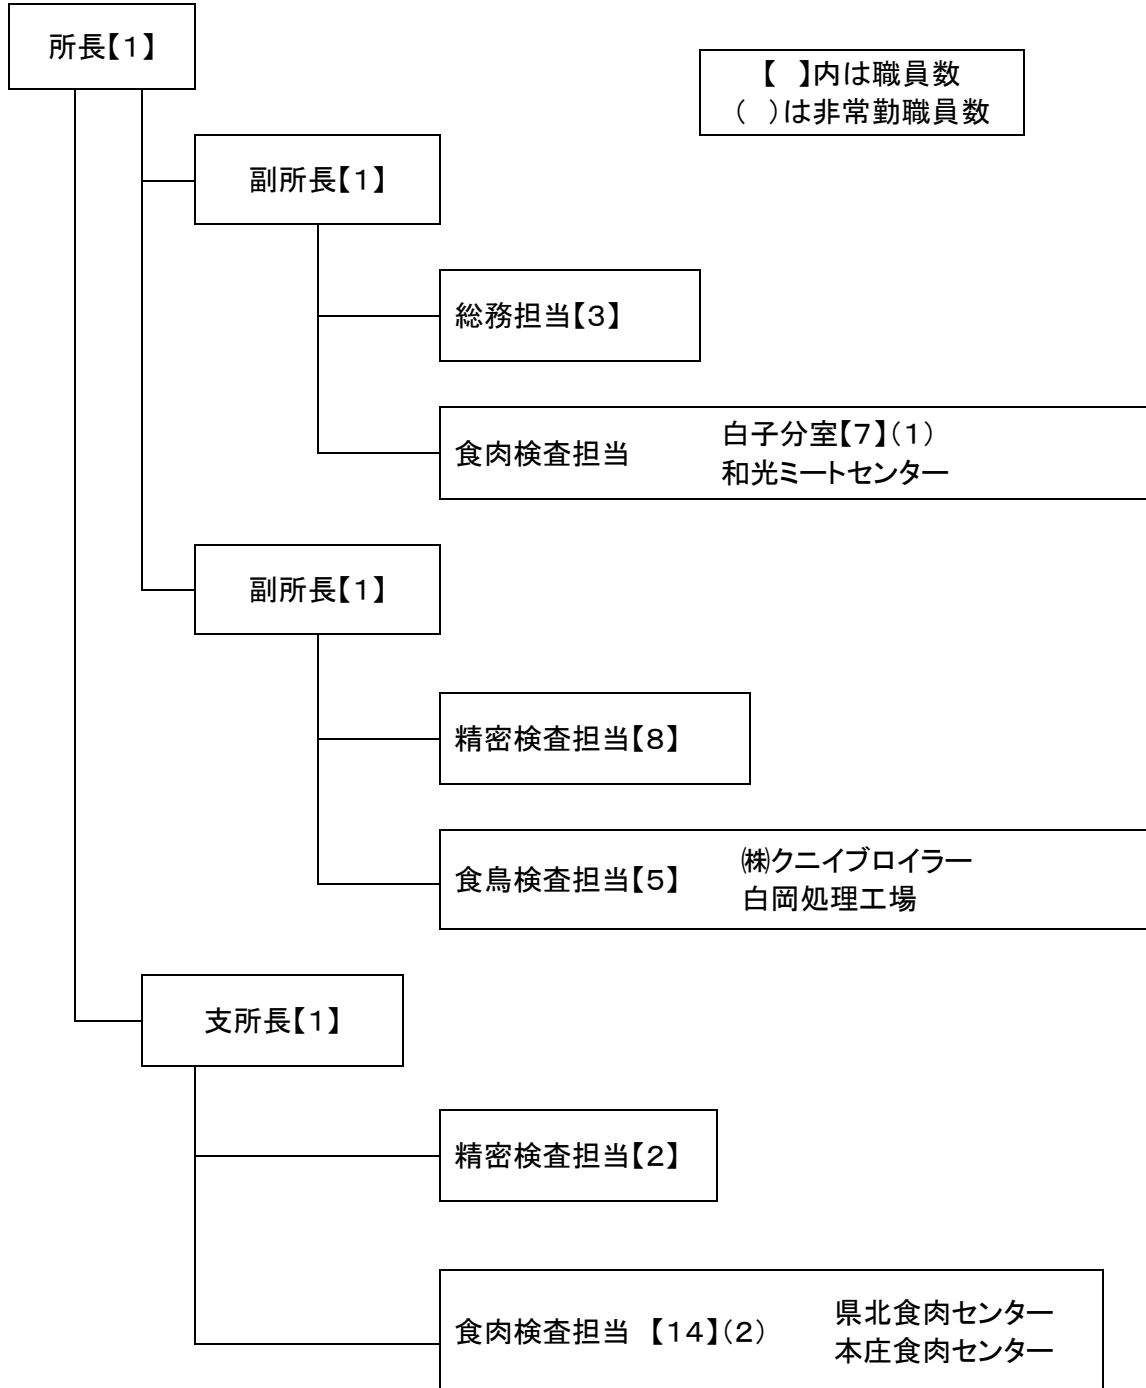 所長【1】
【　】内は職員数
（　）は非常勤職員数
副所長【1】
総務担当【3】
食肉検査担当
白子分室【7】（1）
和光ミートセンター
副所長【1】
精密検査担当【8】
食鳥検査担当【5】
㈱クニイブロイラー
白岡処理工場
支所長【1】
精密検査担当【2】
食肉検査担当　【14】（2）
県北食肉センター
本庄食肉センター